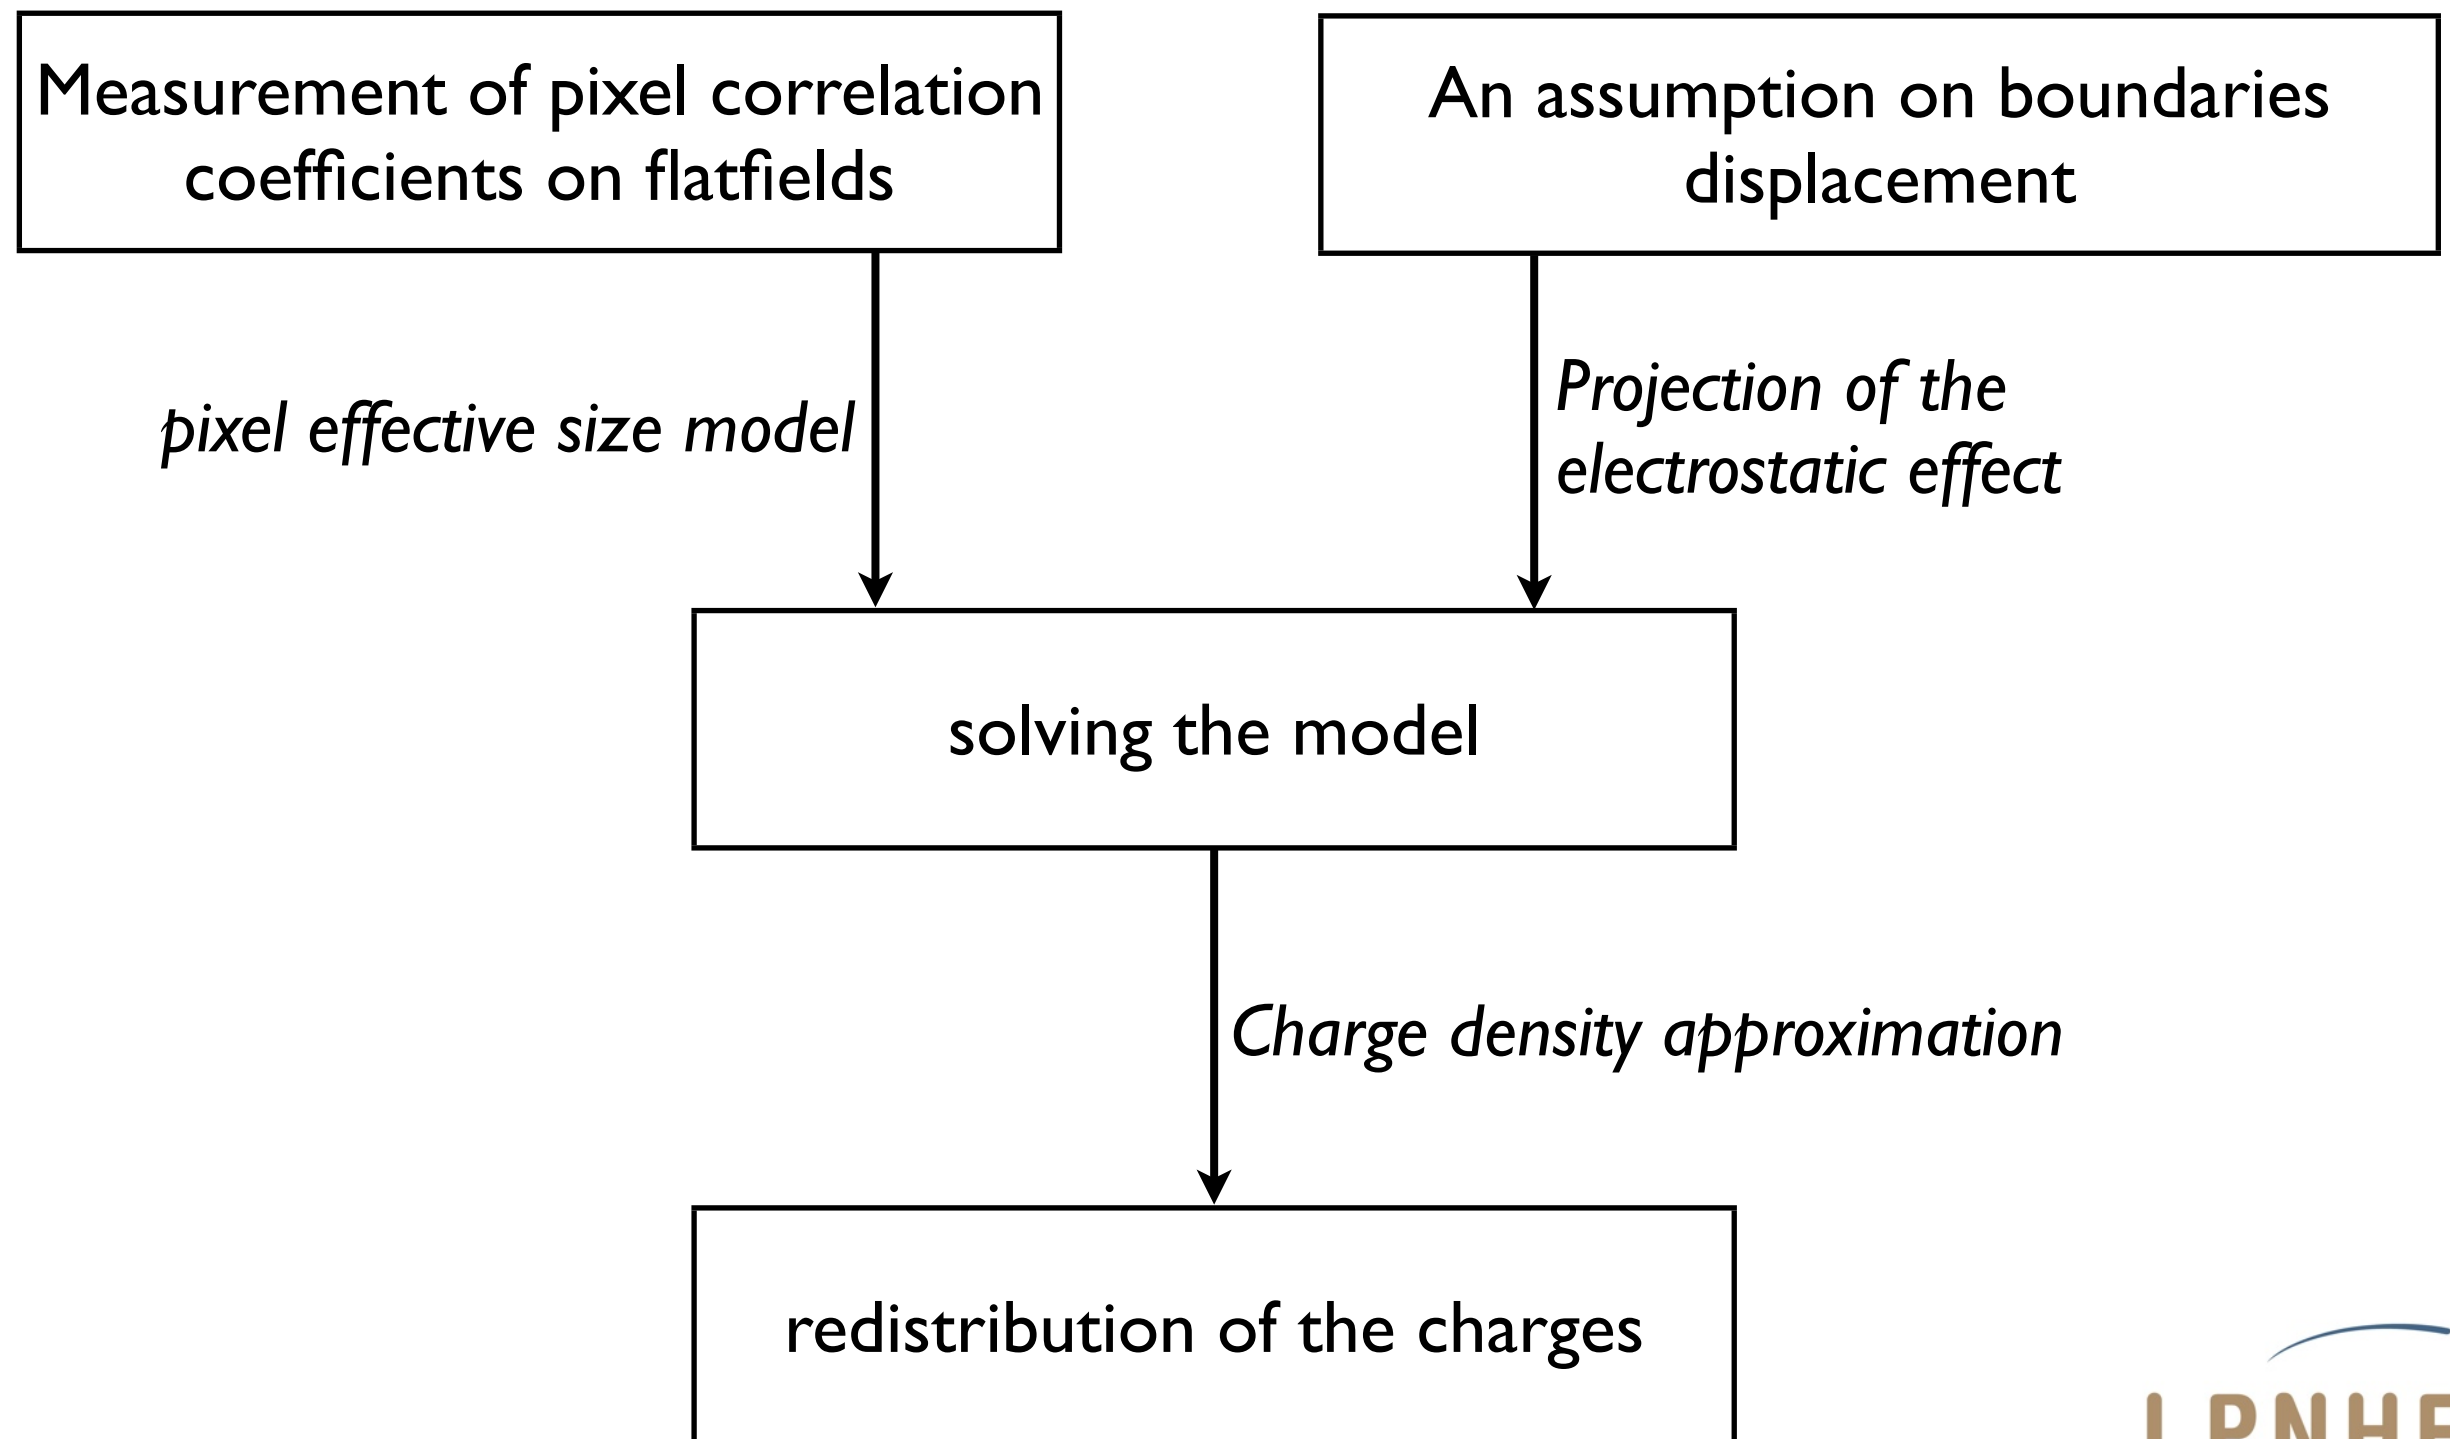 Measurement of pixel correlation
coefficients on flatfields
An assumption on boundaries
displacement
pixel effective size model
Projection of the
electrostatic effect
solving the model
Charge density approximation
redistribution of the charges